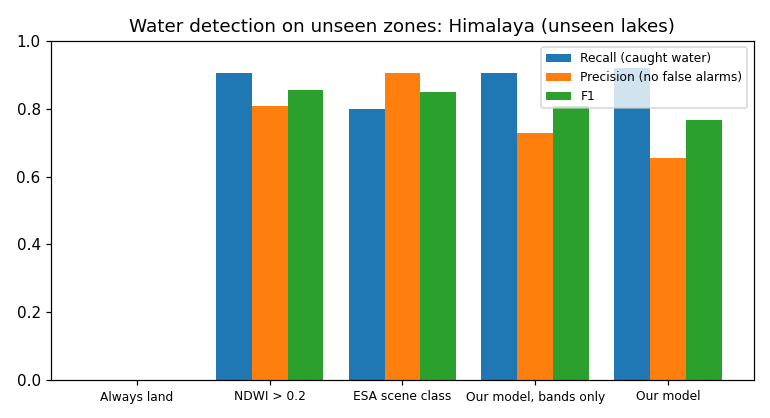 Water detection on unseen zones: Himalaya (unseen lakes)
1.0
0.8
0.6
0.4
0.2
0.0
Recall (caught water)
Precision (no false alarms)
F1
Always land
NDWI > 0.2
ESA scene class
Our model, bands only
Our model